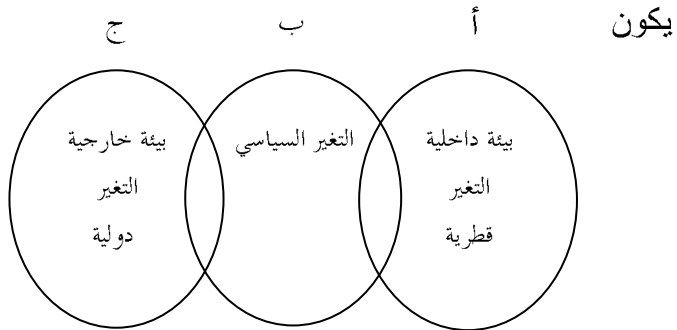 يكون أ ب ج
بيئة داخلية التغير السياسي بيئة خارجية
التغير التغير
قطرية دولية